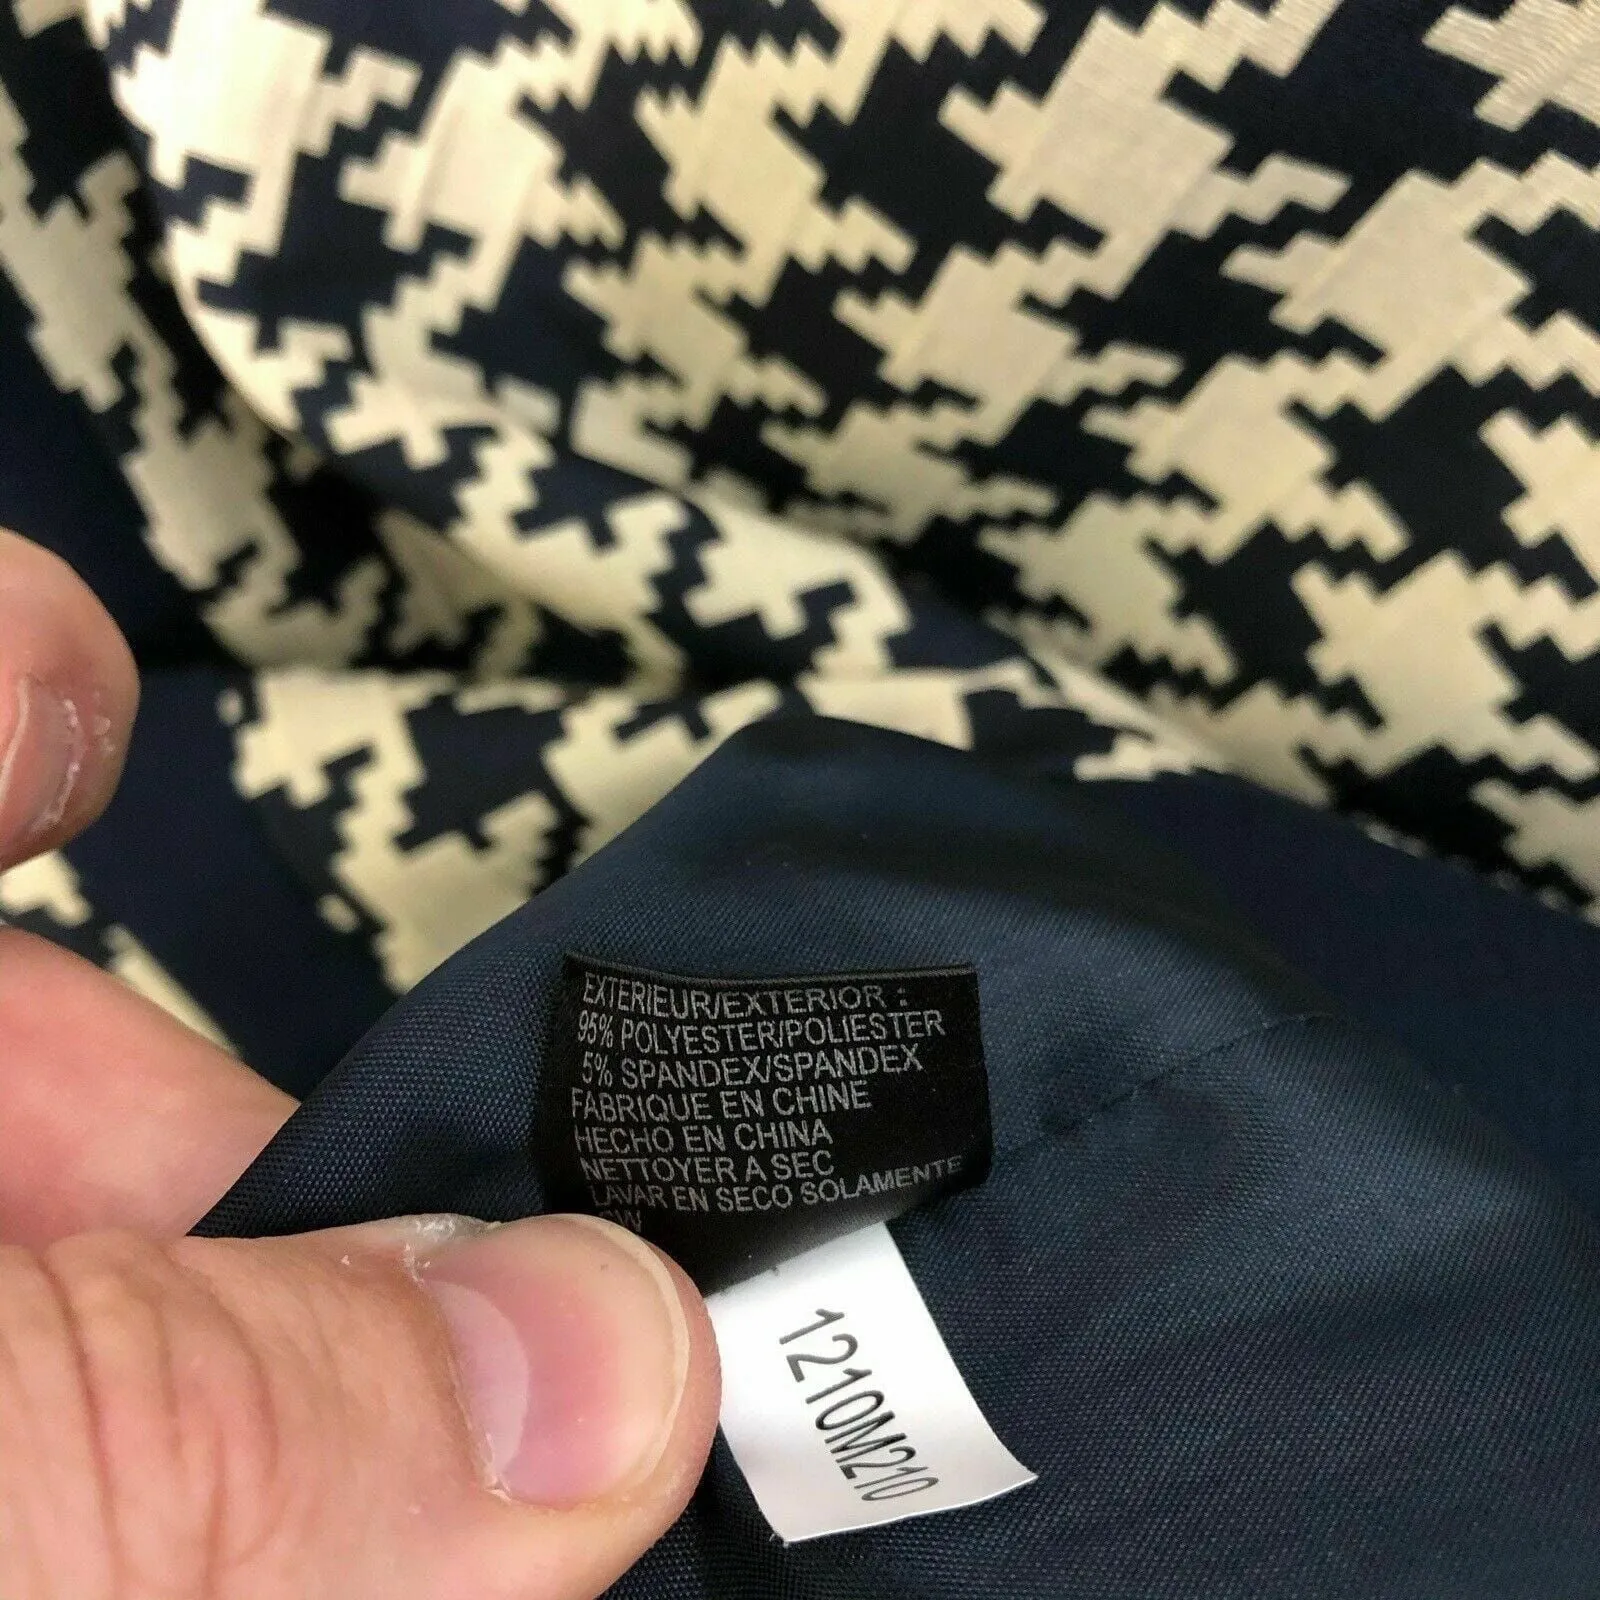 EXTERIEUR/EXTERIOR :
95% POLYESTER/POLIESTER
5% SPANDEX/SPANDEX
FABRIQUE EN CHINE
HECHO EN CHINA
NETTOYER A SEC
LAVAR EN SECO SOLAMENTE
1210M210